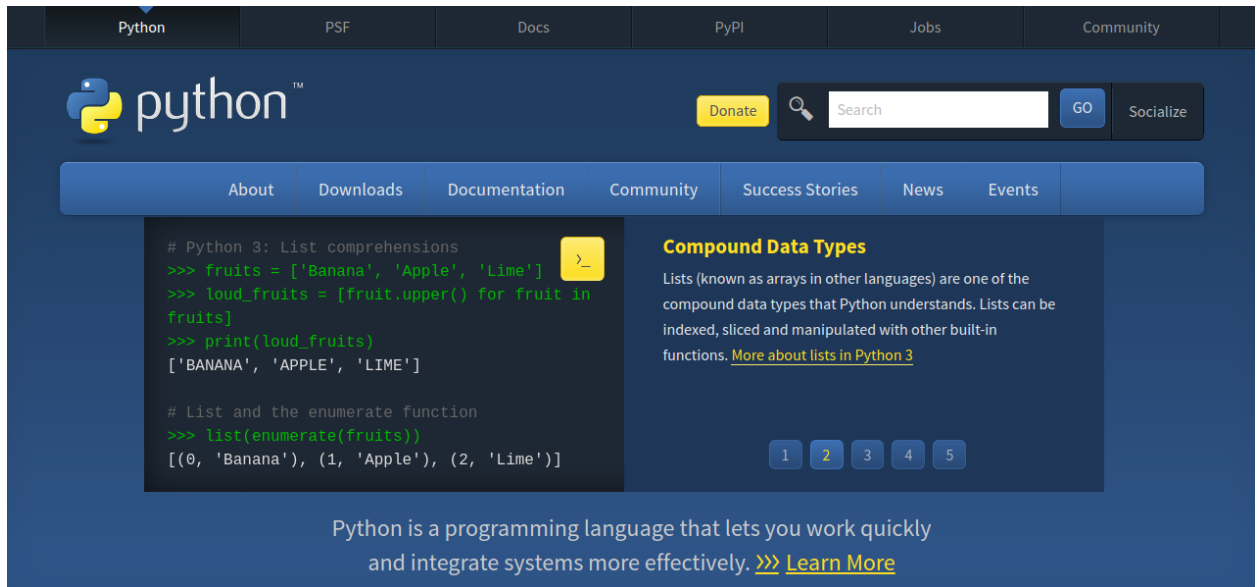 Python PSF Docs PyPI Jobs Community
python™
Donate Search GO Socialize
About Downloads Documentation Community Success Stories News Events
# Python 3: List comprehensions
>>> fruits = ['Banana', 'Apple', 'Lime']
>>> loud_fruits = [fruit.upper() for fruit in
fruits]
>>> print(loud_fruits)
['BANANA', 'APPLE', 'LIME']
# List and the enumerate function
>>> list(enumerate(fruits))
[(0, 'Banana'), (1, 'Apple'), (2, 'Lime')]
>_
Compound Data Types
Lists (known as arrays in other languages) are one of the
compound data types that Python understands. Lists can be
indexed, sliced and manipulated with other built-in
functions. More about lists in Python 3
1 2 3 4 5
Python is a programming language that lets you work quickly
and integrate systems more effectively. >>> Learn More